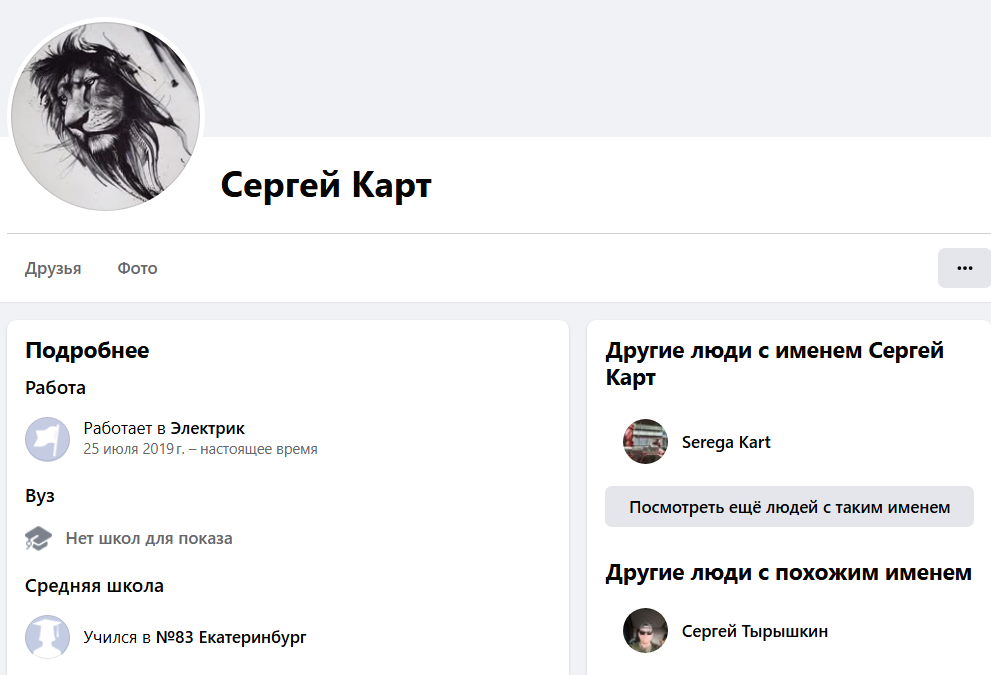 Сергей Карт
Друзья
Фото
Подробнее
Работа
Работает в Электрик
25 июля 2019 г. – настоящее время
Вуз
Нет школ для показа
Средняя школа
Учился в №83 Екатеринбург
Другие люди с именем Сергей
Карт
Serega Kart
Посмотреть ещё людей с таким именем
Другие люди с похожим именем
Сергей Тырышкин